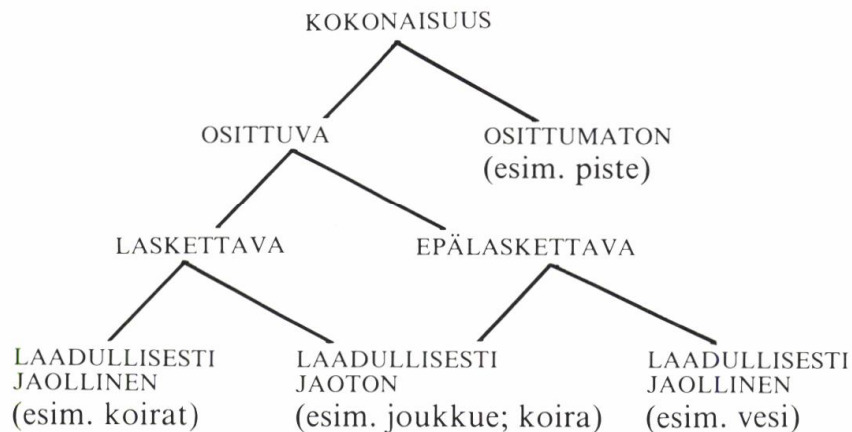 KOKONAISUUS
OSITTUVA
OSITTUMATON
(esim. piste)
LASKETTAVA
EPÄLASKETTAVA
LAADULLISESTI
JAOLLINEN
(esim. koirat)
LAADULLISESTI
JAOTON
(esim. joukkue; koira)
LAADULLISESTI
JAOLLINEN
(esim. vesi)